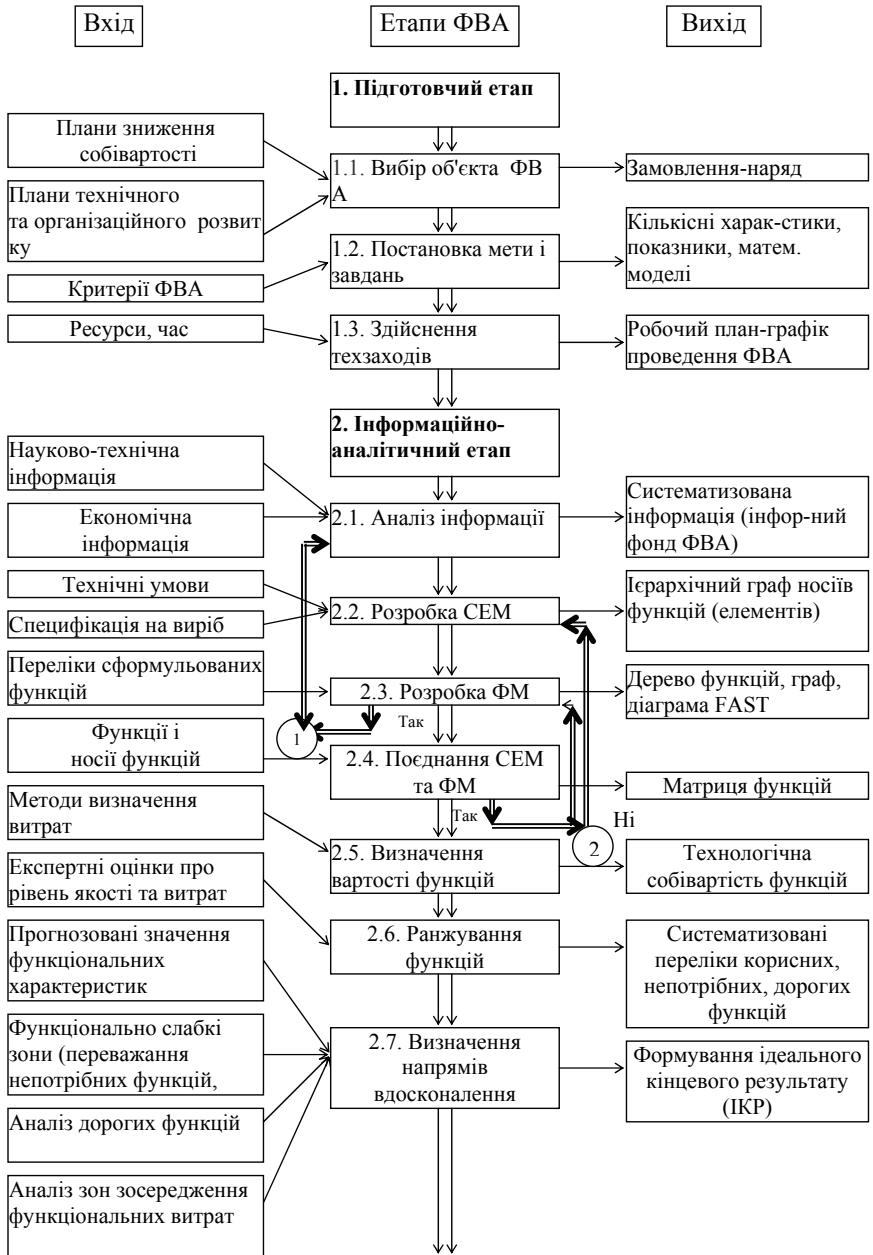 Вхід
Етапи ФВА
Вихід
1. Підготовчий етап
Плани зниження
собівартості
1.1. Вибір об'єкта ФВ
А
Замовлення-наряд
Плани технічного
та організаційного розвит
ку
Кількісні харак-стики,
показники, матем.
моделі
1.2. Постановка мети і
завдань
Критерії ФВА
Ресурси, час
1.3. Здійснення
техзаходів
Робочий план-графік
проведення ФВА
2. Інформаційно-
аналітичний етап
Науково-технічна
інформація
Економічна
інформація
2.1. Аналіз інформації
Систематизована
інформація (інфор-ний
фонд ФВА)
Технічні умови
Специфікація на виріб
2.2. Розробка СЕМ
Ієрархічний граф носіїв
функцій (елементів)
Переліки сформульованих
функцій
2.3. Розробка ФМ
Дерево функцій, граф,
діаграма FAST
Так
1
Функції і
носії функцій
2.4. Поєднання СЕМ
та ФМ
Матриця функцій
Так
Ні
2
Методи визначення
витрат
2.5. Визначення
вартості функцій
Технологічна
собівартість функцій
Експертні оцінки про
рівень якості та витрат
2.6. Ранжування
функцій
Систематизовані
переліки корисних,
непотрібних, дорогих
функцій
Прогнозовані значення
функціональних
характеристик
Функціонально слабкі
зони (переважання
непотрібних функцій,
2.7. Визначення
напрямів
вдосконалення
Формування ідеального
кінцевого результату
(ІКР)
Аналіз дорогих функцій
Аналіз зон зосередження
функціональних витрат